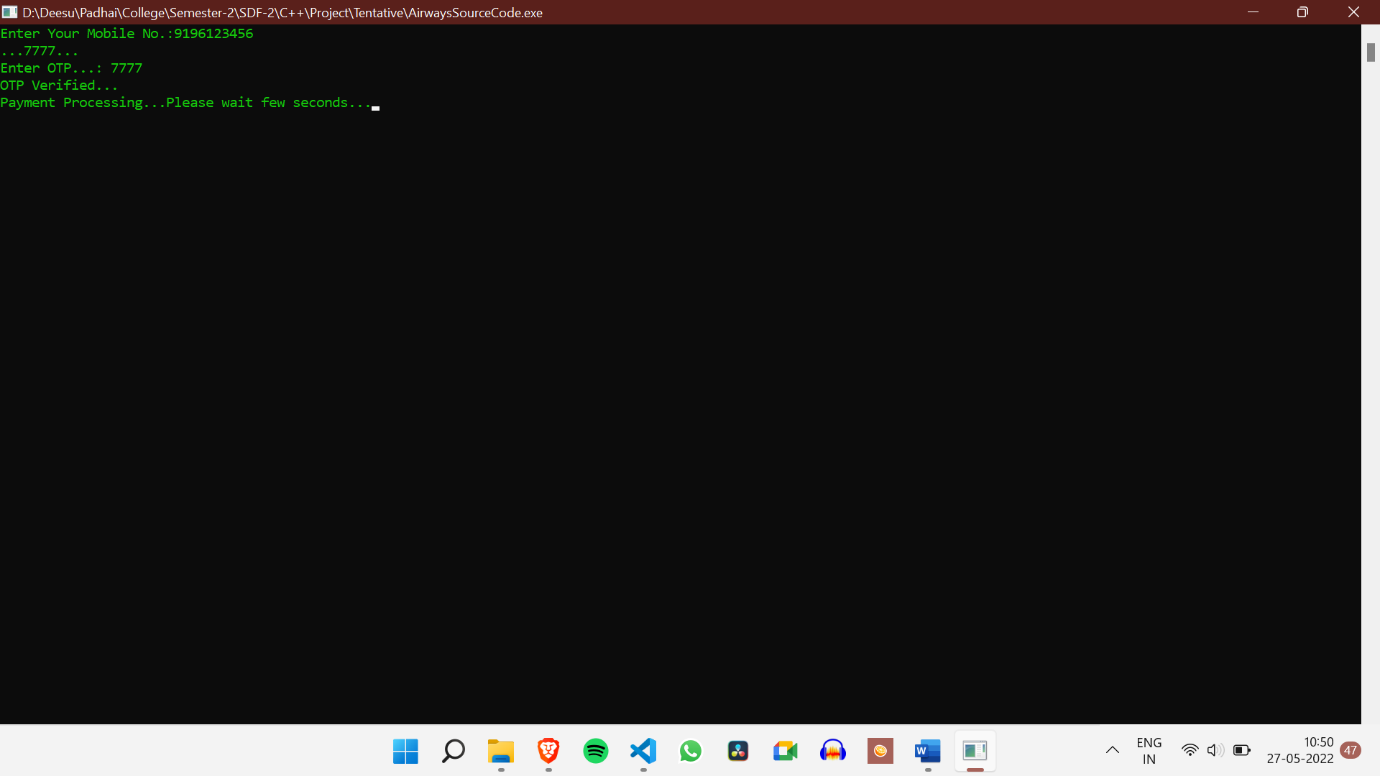 D:\Deesu\Padhai\College\Semester-2\SDF-2\C++\Project\Tentative\AirwaysSourceCode.exe
Enter Your Mobile No.:9196123456
...7777...
Enter OTP...: 7777
OTP Verified...
Payment Processing...Please wait few seconds...
W
ENG
IN
10:50
27-05-2022
47